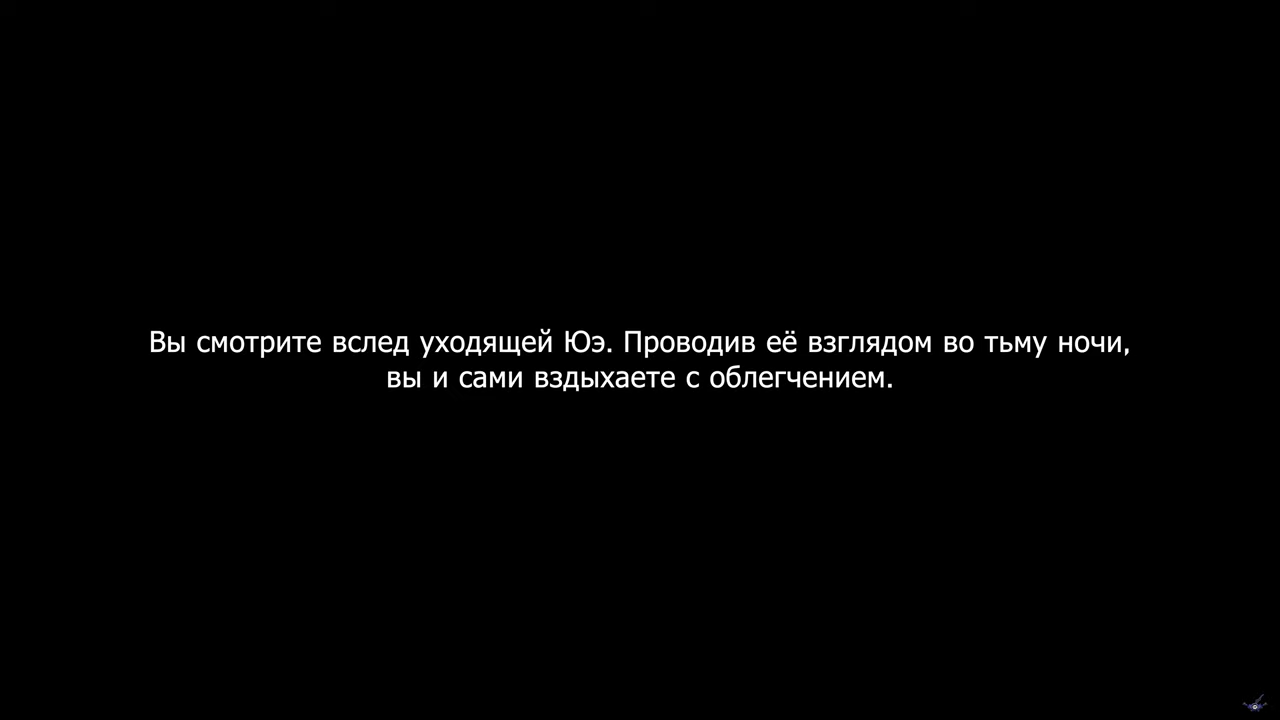 Вы смотрите вслед уходящей Юэ. Проводив её взглядом во тьму ночи,
вы и сами вздыхаете с облегчением.